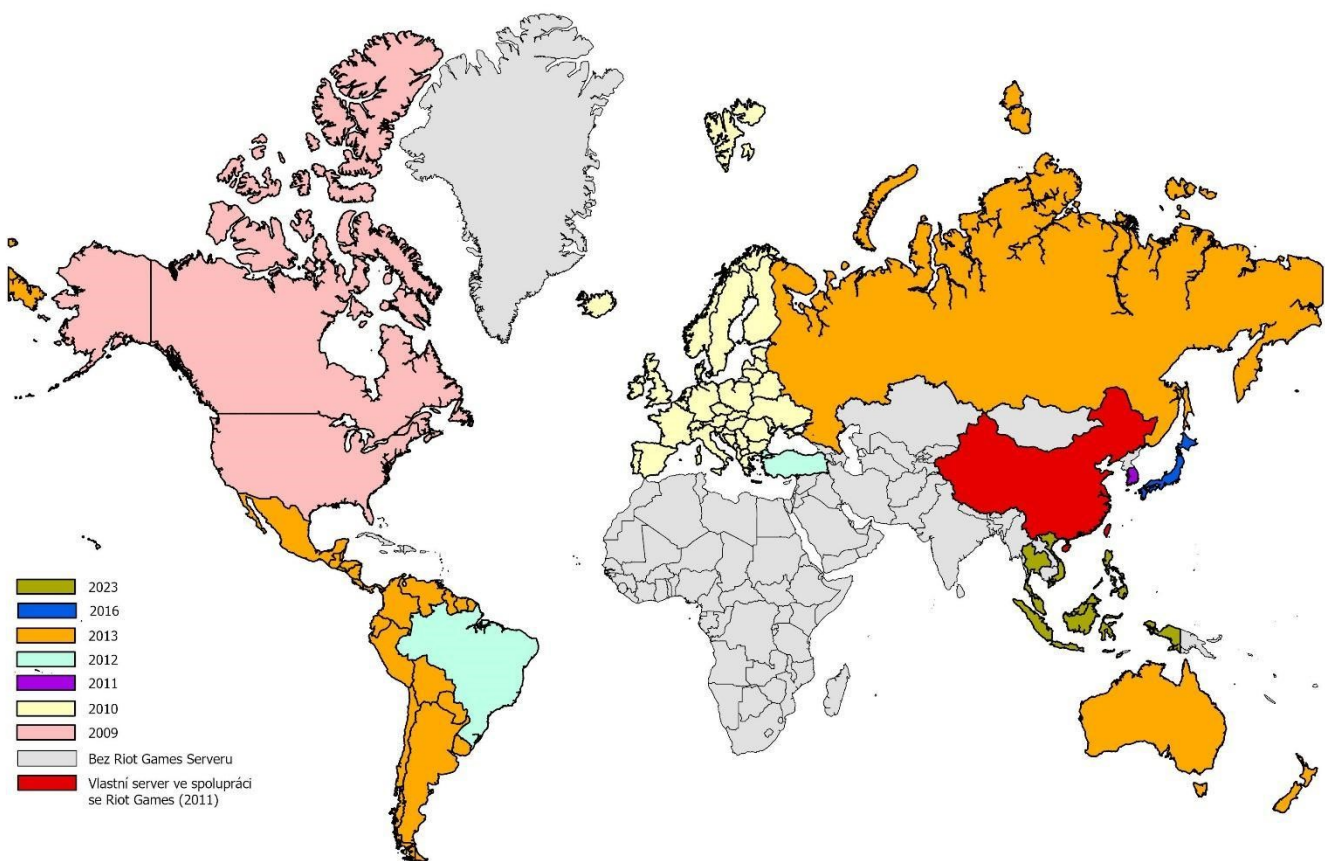 2023
2016
2013
2012
2011
2010
2009
Bez Riot Games Serveru
Vlastní server ve spolupráci
se Riot Games (2011)